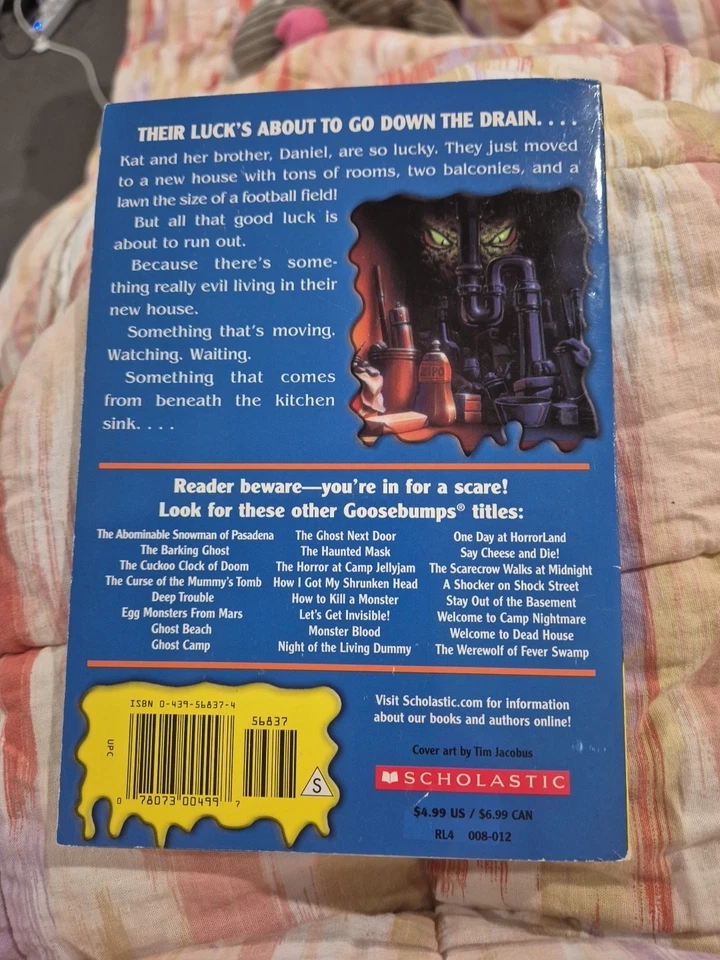 THEIR LUCK'S ABOUT TO GO DOWN THE DRAIN. . . .
Kat and her brother, Daniel, are so lucky. They just moved
to a new house with tons of rooms, two balconies, and a
lawn the size of a football field!
But all that good luck is
about to run out.
Because there's some-
thing really evil living in their
new house.
Something that's moving.
Watching. Waiting.
Something that comes
from beneath the kitchen
sink. . . .
ZIPO
Reader beware—you're in for a scare!
Look for these other Goosebumps® titles:
The Abominable Snowman of Pasadena
The Barking Ghost
The Cuckoo Clock of Doom
The Curse of the Mummy's Tomb
Deep Trouble
Egg Monsters From Mars
Ghost Beach
Ghost Camp
The Ghost Next Door
The Haunted Mask
The Horror at Camp Jellyjam
How I Got My Shrunken Head
How to Kill a Monster
Let's Get Invisible!
Monster Blood
Night of the Living Dummy
One Day at HorrorLand
Say Cheese and Die!
The Scarecrow Walks at Midnight
A Shocker on Shock Street
Stay Out of the Basement
Welcome to Camp Nightmare
Welcome to Dead House
The Werewolf of Fever Swamp
ISBN 0-439-56837-4
56837
UPC
S
0 78073 00499 7
Visit Scholastic.com for information
about our books and authors online!
Cover art by Tim Jacobus
SCHOLASTIC
$4.99 US / $6.99 CAN
RL4 008-012